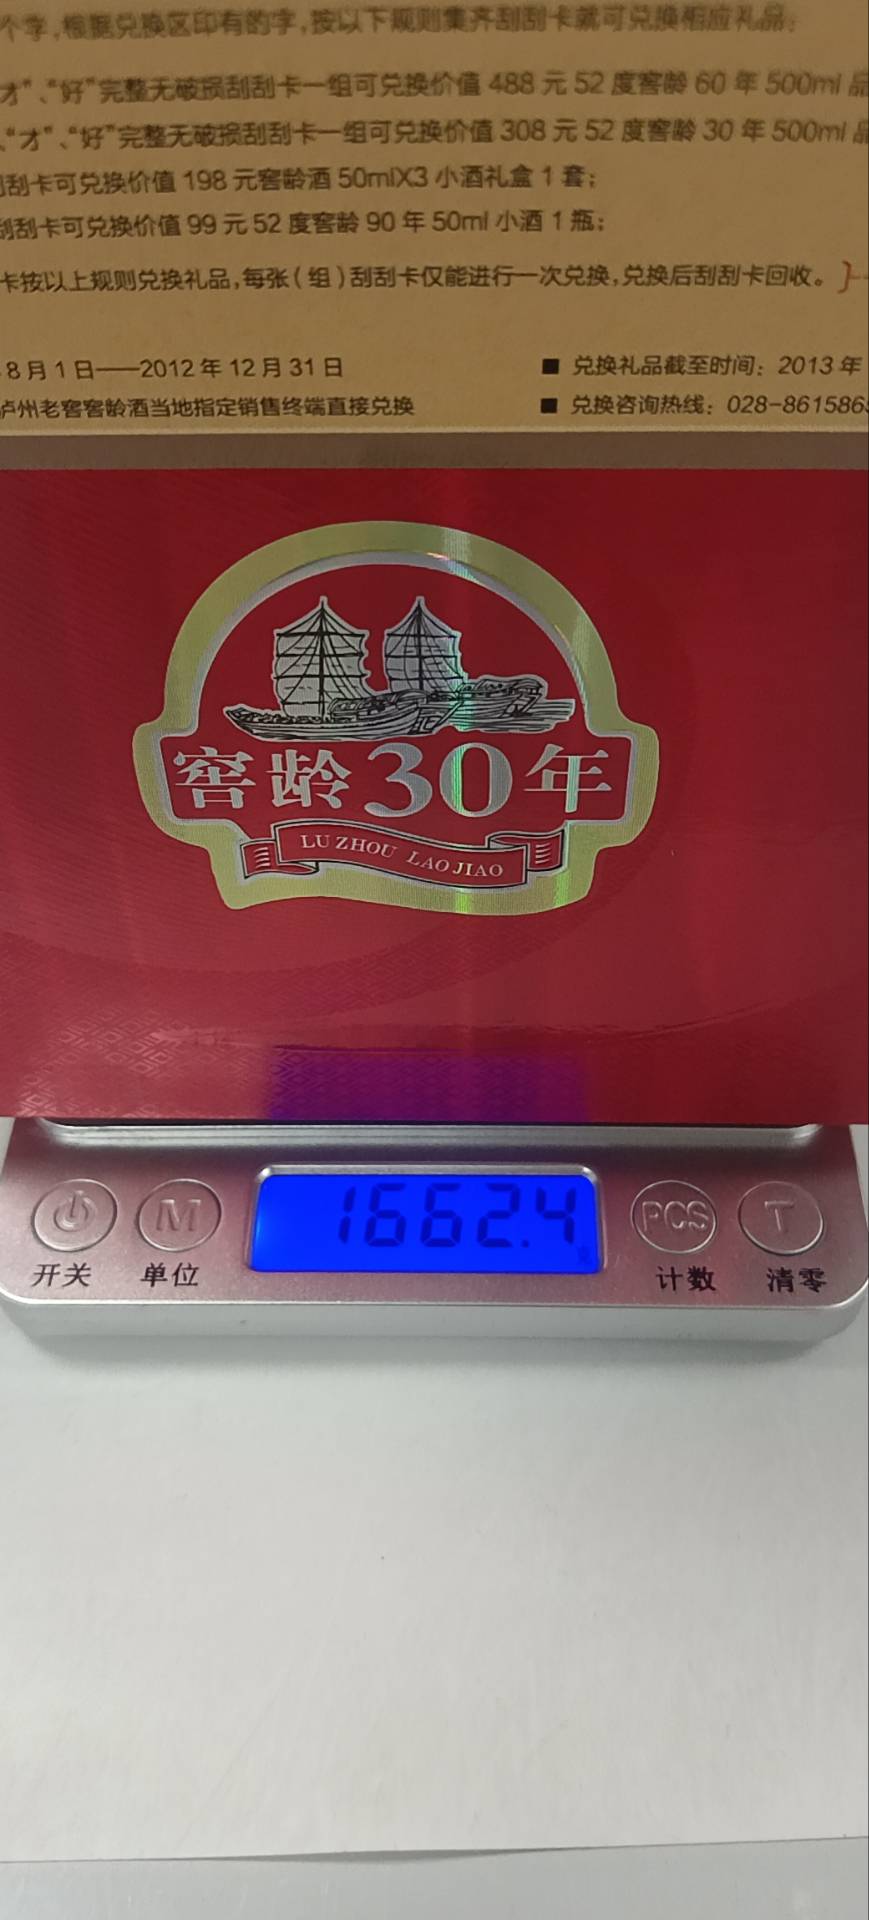 个字，根据兑换区印有的字，按以下规则集齐刮刮卡就可兑换相应礼品：
才”、“好”完整无破损刮刮卡一组可兑换价值 488 元 52 度窖龄 60 年 500ml 品
、“才”、“好”完整无破损刮刮卡一组可兑换价值 308 元 52 度窖龄 30 年 500ml 品
刮刮卡可兑换价值 198 元窖龄酒 50mlX3 小酒礼盒 1 套；
刮刮卡可兑换价值 99 元 52 度窖龄 90 年 50ml 小酒 1 瓶；
卡按以上规则兑换礼品，每张（组）刮刮卡仅能进行一次兑换，兑换后刮刮卡回收。
8 月 1 日——2012 年 12 月 31 日
■ 兑换礼品截至时间：2013 年
泸州老窖窖龄酒当地指定销售终端直接兑换
■ 兑换咨询热线：028-8615865
窖龄30年
LU ZHOU LAO JIAO
M
1662.4
PCS
T
开关
单位
计数
清零